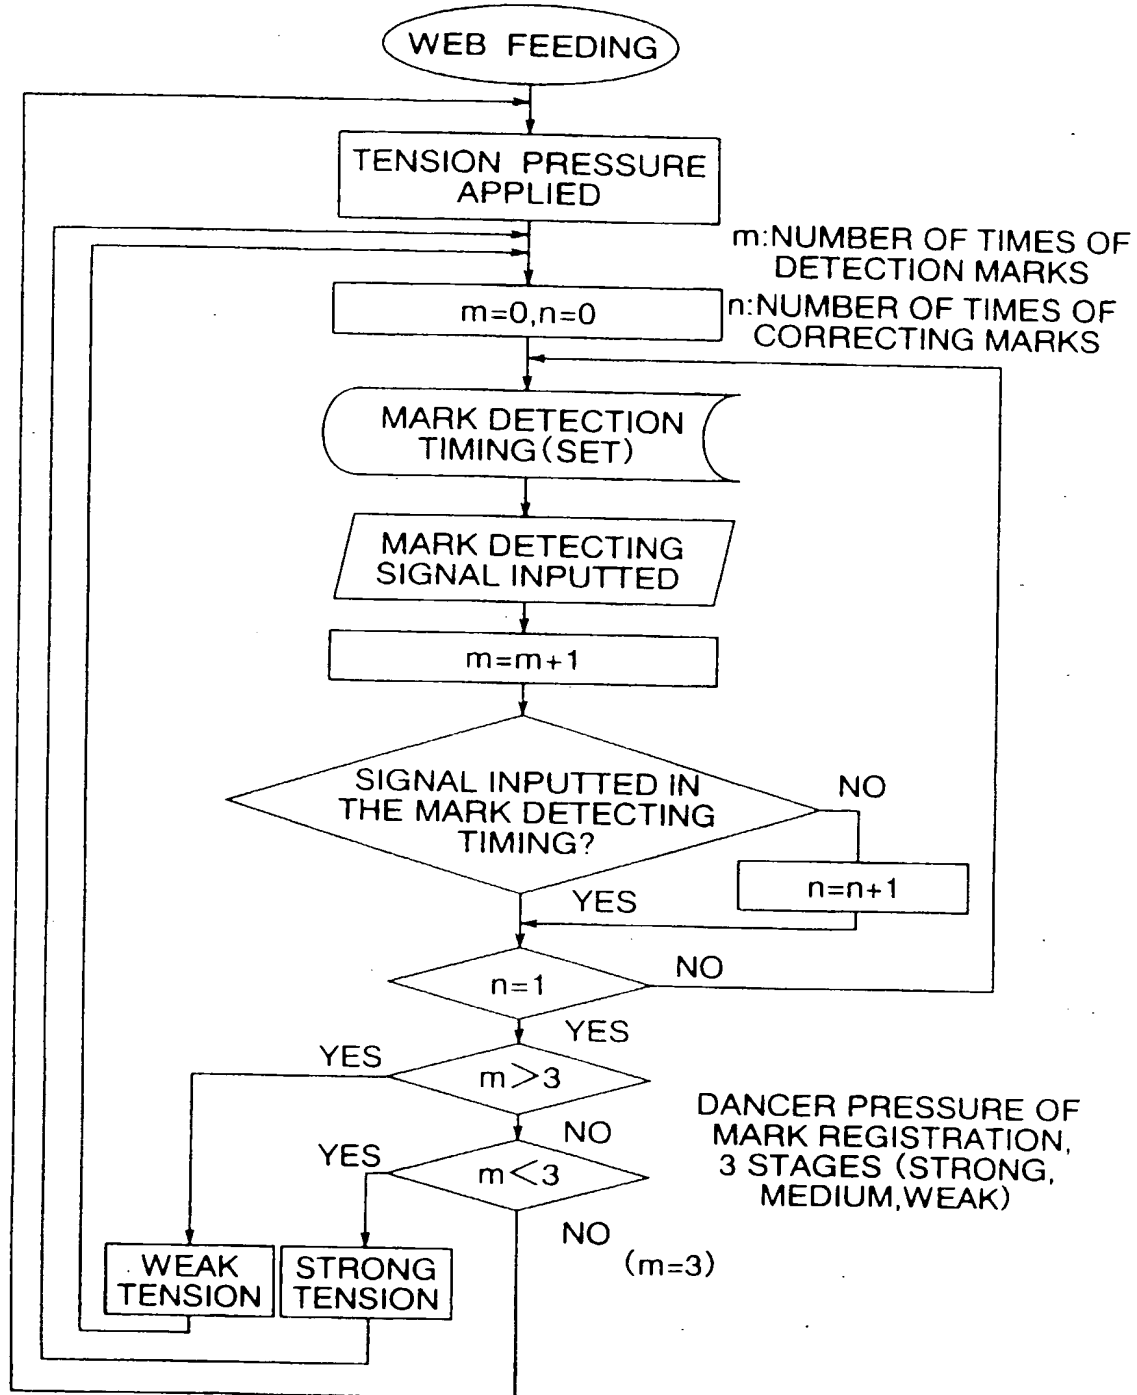 WEB FEEDING
TENSION PRESSURE
APPLIED
m:NUMBER OF TIMES OF
DETECTION MARKS
m=0,n=0
n:NUMBER OF TIMES OF
CORRECTING MARKS
MARK DETECTION
TIMING(SET)
MARK DETECTING
SIGNAL INPUTTED
m=m+1
SIGNAL INPUTTED IN
THE MARK DETECTING
TIMING?
NO
n=n+1
YES
n=1
NO
YES
m>3
YES
NO
m<3
YES
NO
(m=3)
DANCER PRESSURE OF
MARK REGISTRATION,
3 STAGES (STRONG,
MEDIUM,WEAK)
WEAK
TENSION
STRONG
TENSION